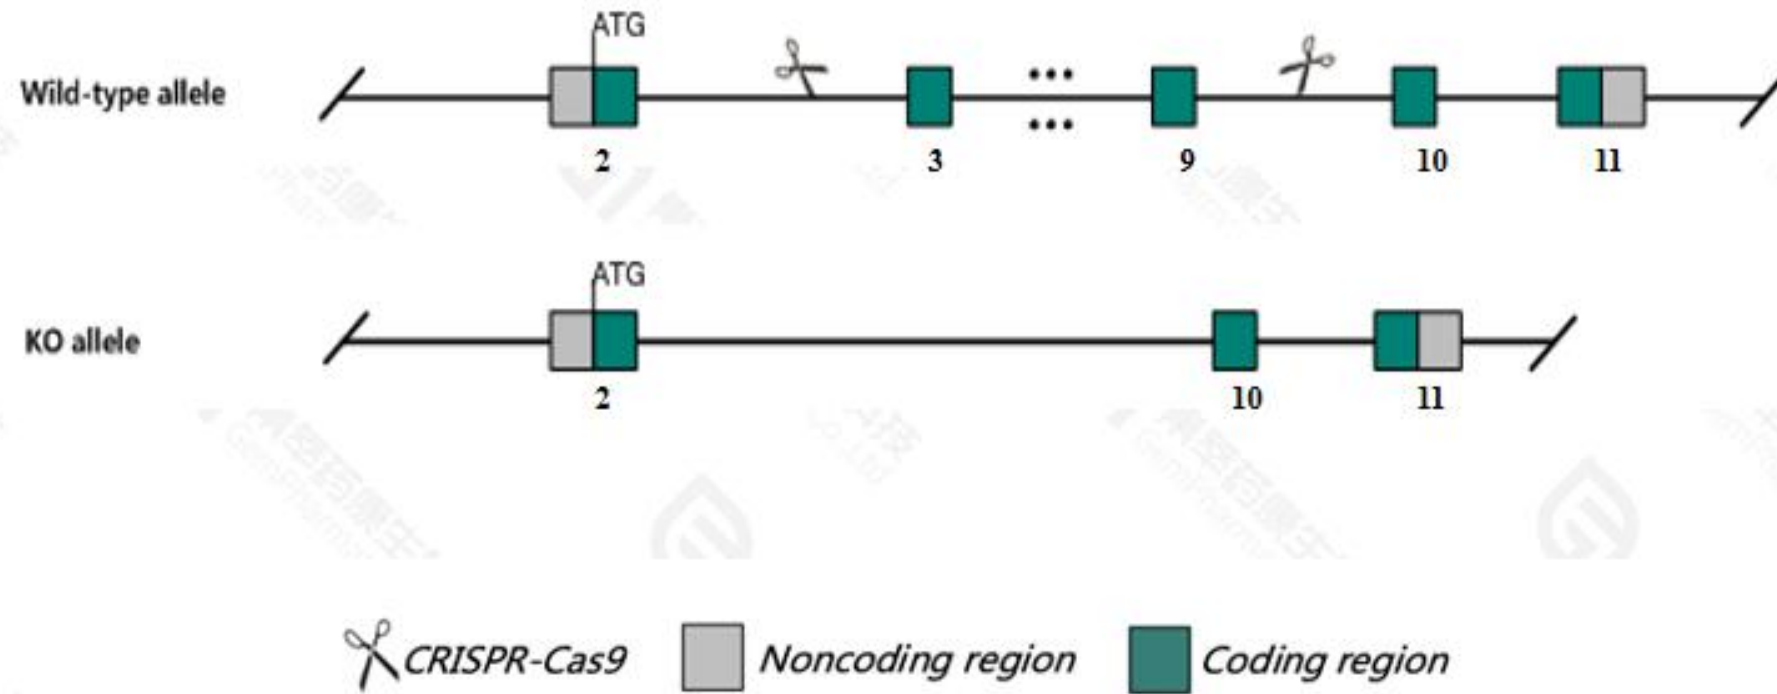 ATG
Wild-type allele
2 3 9 10 11
ATG
KO allele
2 10 11
CRISPR-Cas9 Noncoding region Coding region